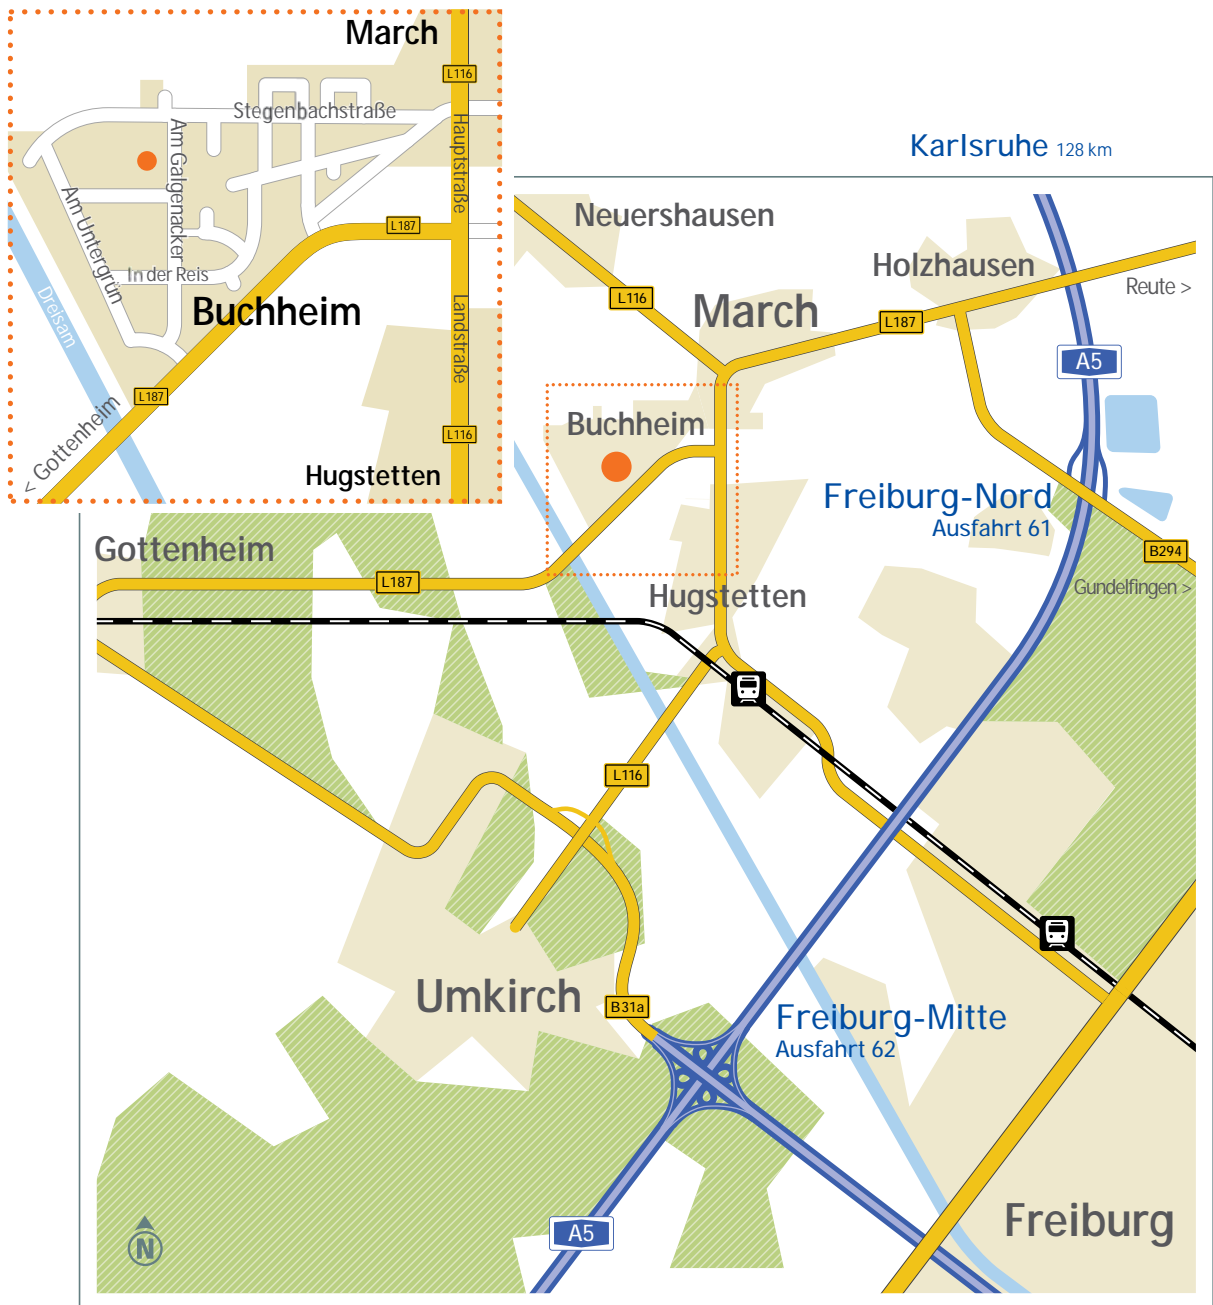 March
L116
Stegenbachstraße
Hauptstraße
Am Galgenacker
Am Untergrün
L187
In der Reis
Dreisam
Buchheim
Landstraße
L187
< Gottenheim
L116
Hugstetten
Karlsruhe 128 km
Neuershausen
Holzhausen
Reute >
L116
March
L187
A5
Buchheim
Freiburg-Nord
Ausfahrt 61
B294
Gottenheim
L187
Gundelfingen >
Hugstetten
L116
Umkirch
B31a
Freiburg-Mitte
Ausfahrt 62
Freiburg
A5
N